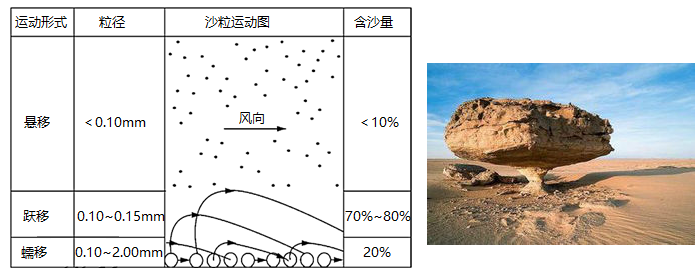 运动形式 粒径 沙粒运动图 含沙量
悬移 ＜0.10mm 风向 ＜10%
跃移 0.10~0.15mm 70%~80%
蠕移 0.10~2.00mm 20%